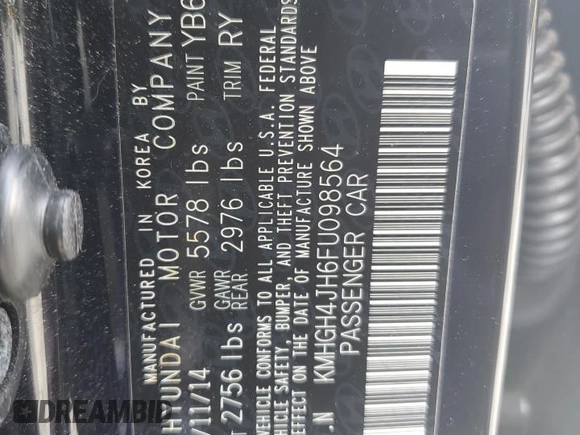 MANUFACTURED IN KOREA BY
HYUNDAI MOTOR COMPANY
/11/14 GVWR 5578 lbs PAINT YB6
2756 lbs GAWR REAR 2976 lbs TRIM RY
VEHICLE CONFORMS TO ALL APPLICABLE U.S.A. FEDERAL
VEHICLE SAFETY, BUMPER, AND THEFT PREVENTION STANDARDS
EFFECT ON THE DATE OF MANUFACTURE SHOWN ABOVE
.N KMHGH4JH6FU098564
PASSENGER CAR
DREAMBID